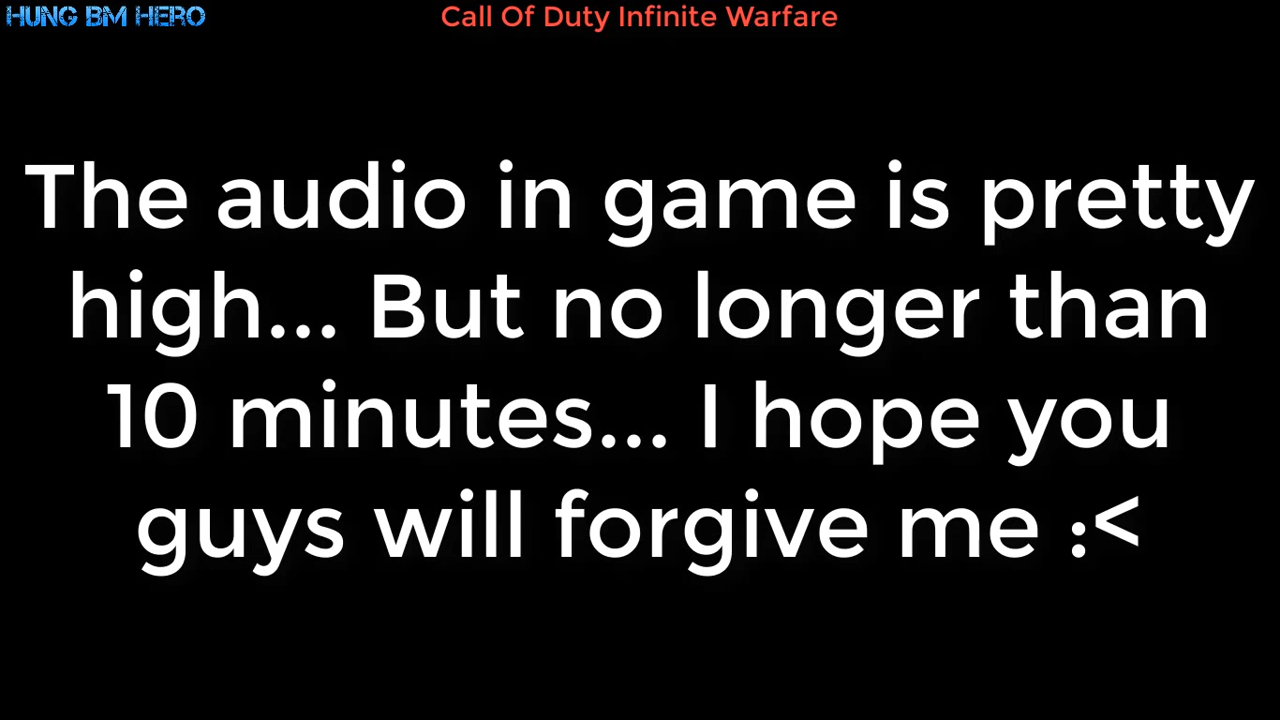 HUNG BM HERO
Call Of Duty Infinite Warfare
The audio in game is pretty
high... But no longer than
10 minutes... I hope you
guys will forgive me :<